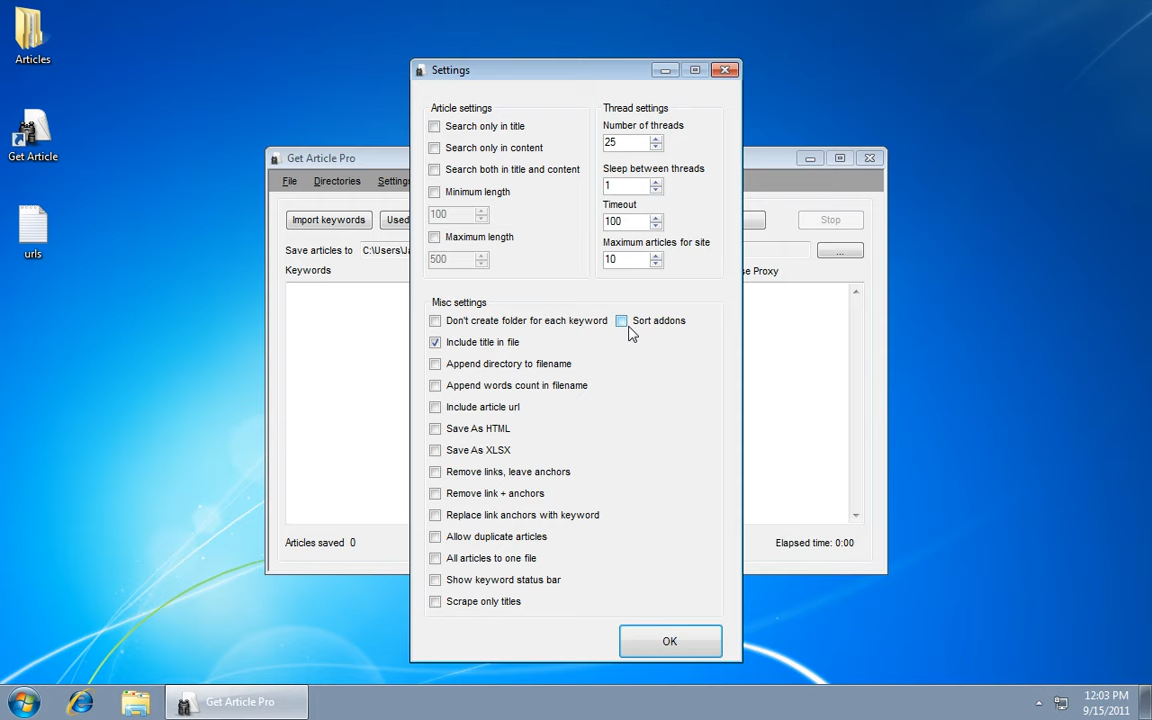 Articles
Get Article
urls
Settings
Article settings
Search only in title
Search only in content
Search both in title and content
Minimum length
100
Maximum length
500
Thread settings
Number of threads
25
Sleep between threads
1
Timeout
100
Maximum articles for site
10
Misc settings
Don't create folder for each keyword
Sort addons
Include title in file
Append directory to filename
Append words count in filename
Include article url
Save As HTML
Save As XLSX
Remove links, leave anchors
Remove link + anchors
Replace link anchors with keyword
Allow duplicate articles
All articles to one file
Show keyword status bar
Scrape only titles
OK
Get Article Pro
File Directories Settings
Import keywords Used
Stop
Save articles to C:\Users\Ja
...
Keywords
Proxy
Articles saved 0
Elapsed time: 0:00
Get Article Pro
12:03 PM
9/15/2011